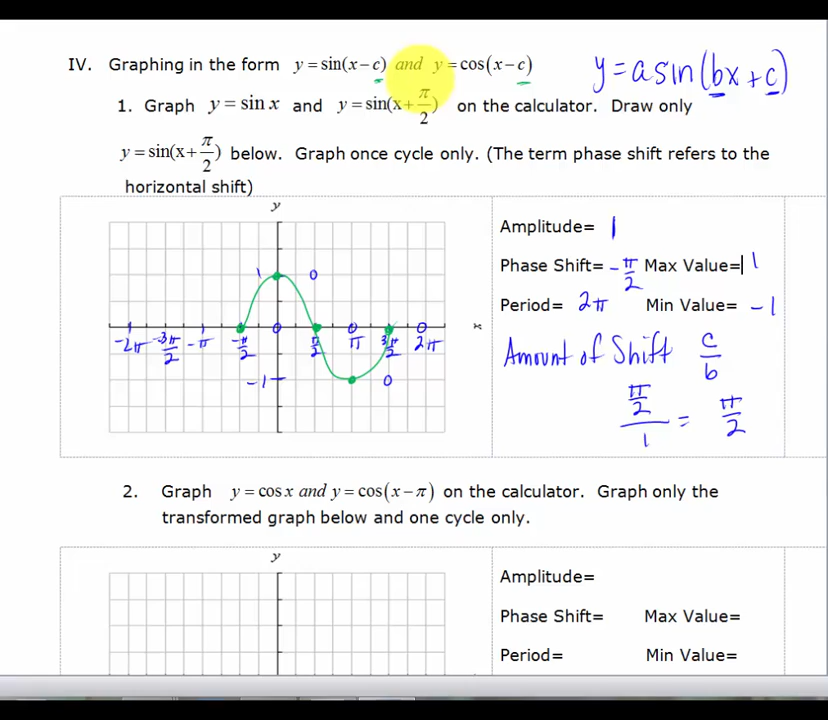 IV. Graphing in the form y = sin(x − c) and y = cos(x − c) y = a sin(bx + c)
1. Graph y = sin x and y = sin(x + π/2) on the calculator. Draw only
y = sin(x + π/2) below. Graph once cycle only. (The term phase shift refers to the
horizontal shift)
y
Amplitude= 1
Phase Shift= -π/2 Max Value= 1
Period= 2π Min Value= -1
1 0
x
-2π -3π/2 -π -π/2 0 π/2 0 π 3π/2 0 2π
-1 0
Amount of Shift c/b
π/2 / 1 = π/2
2. Graph y = cos x and y = cos(x − π) on the calculator. Graph only the
transformed graph below and one cycle only.
y
Amplitude=
Phase Shift= Max Value=
Period= Min Value=